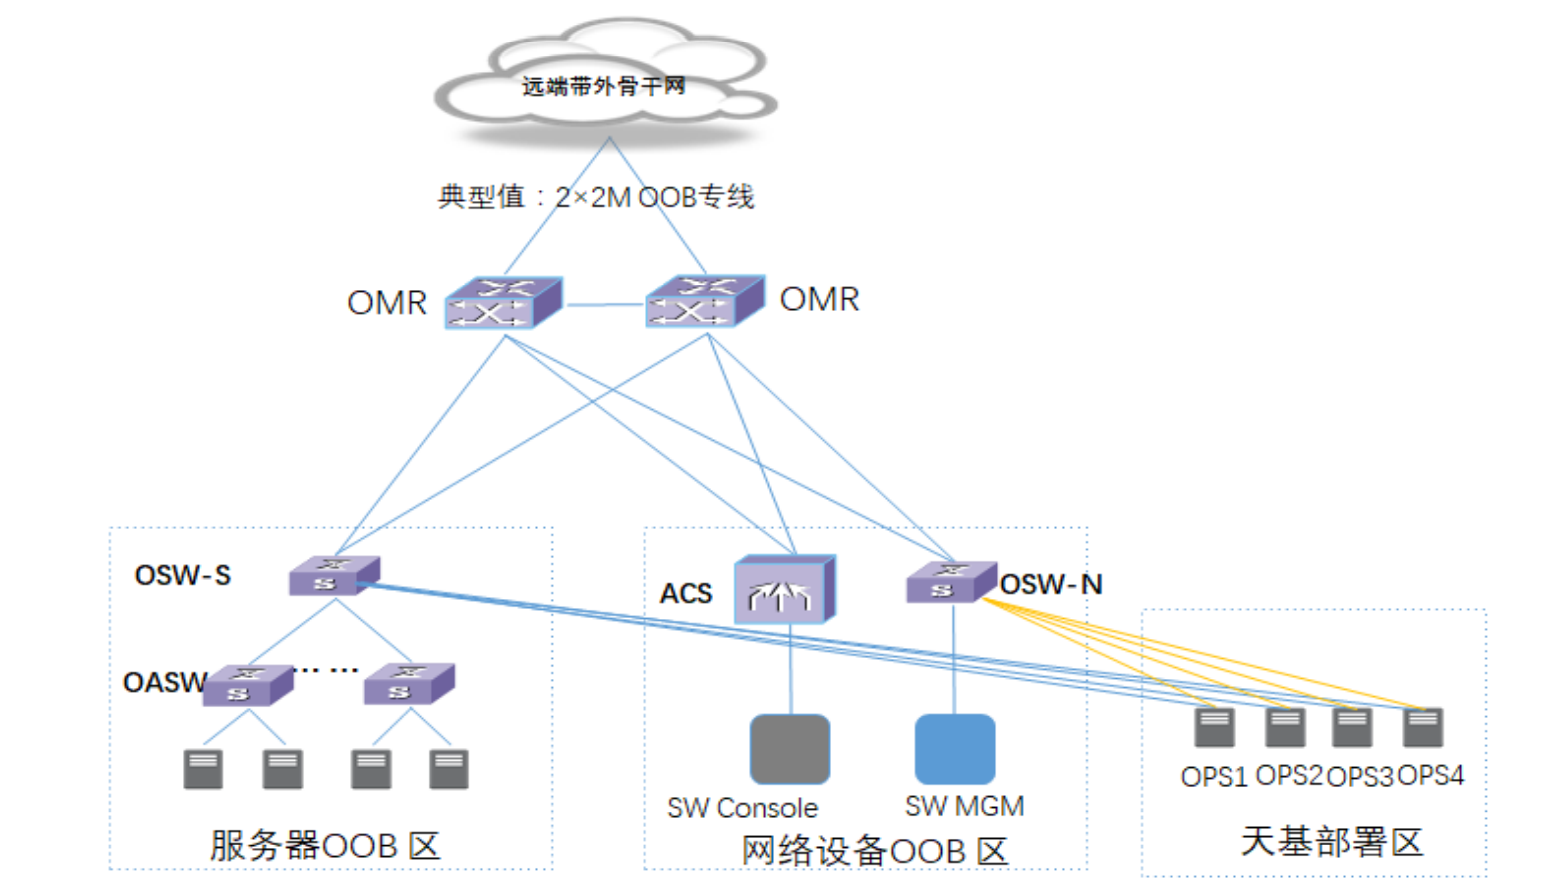 远端带外骨干网
典型值：2×2M OOB专线
OMR
OMR
OSW-S
ACS
OSW-N
OASW
... ...
SW Console
SW MGM
OPS1
OPS2
OPS3
OPS4
服务器OOB 区
网络设备OOB 区
天基部署区